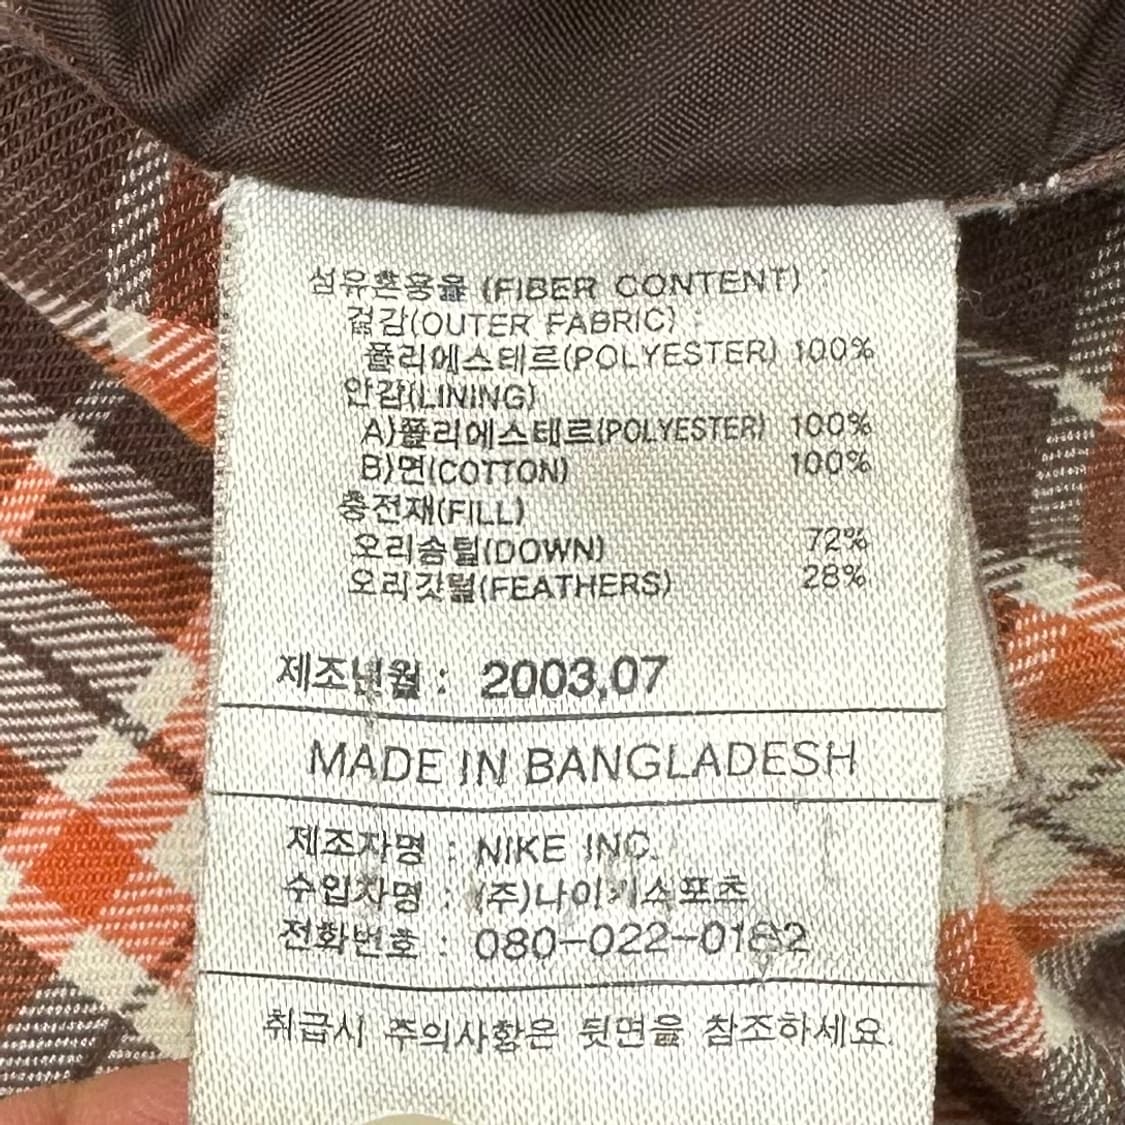 섬유혼용율 (FIBER CONTENT) :
겉감(OUTER FABRIC) :
폴리에스테르(POLYESTER) 100%
안감(LINING)
A)폴리에스테르(POLYESTER) 100%
B)면(COTTON) 100%
충전재(FILL)
오리솜털(DOWN) 72%
오리깃털(FEATHERS) 28%
제조년월 : 2003,07
MADE IN BANGLADESH
제조자명 : NIKE INC.
수입자명 : (주)나이키스포츠
전화번호 : 080-022-0182
취급시 주의사항은 뒷면을 참조하세요.